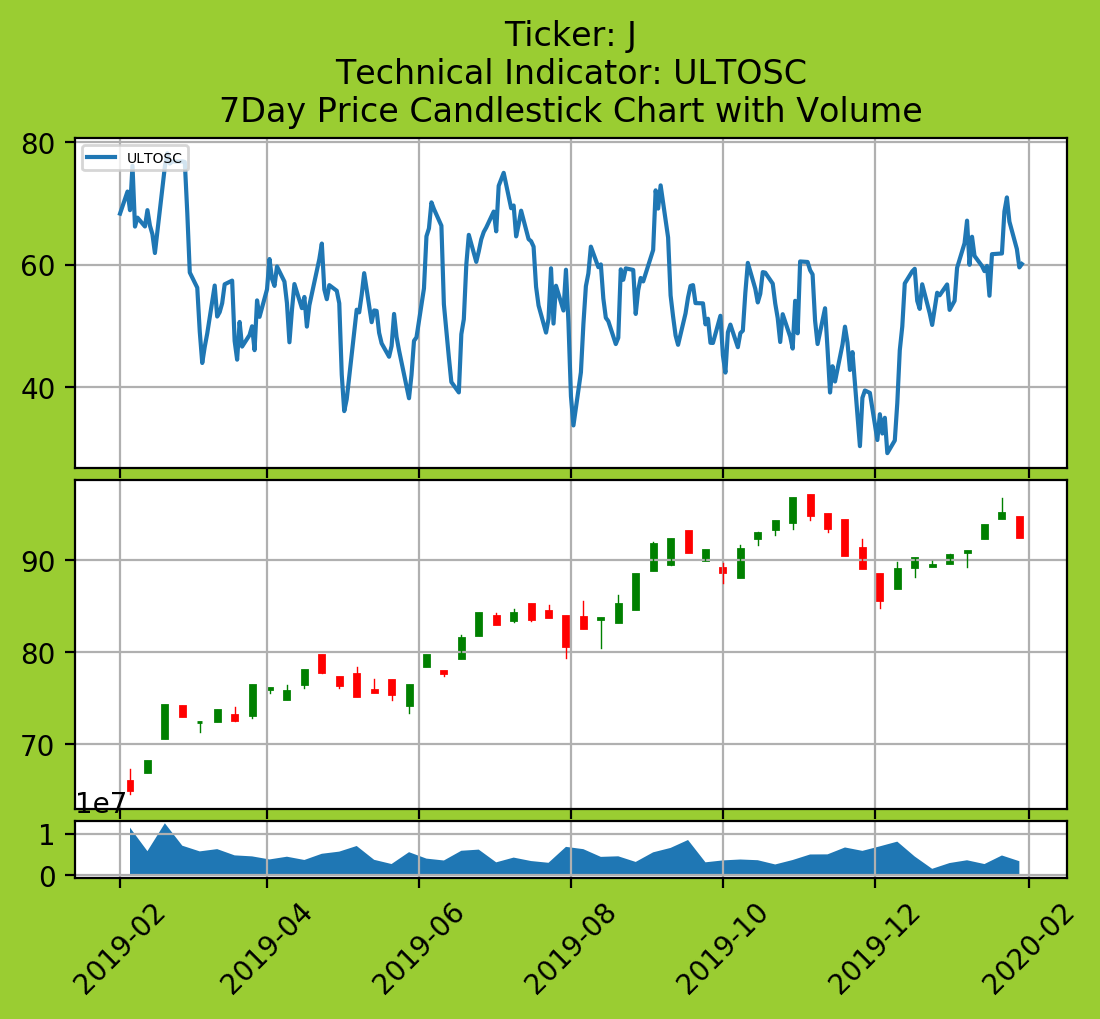 Ticker: J
Technical Indicator: ULTOSC
7Day Price Candlestick Chart with Volume
80
ULTOSC
60
40
90
80
70
1e7
1
0
2019-02 2019-04 2019-06 2019-08 2019-10 2019-12 2020-02